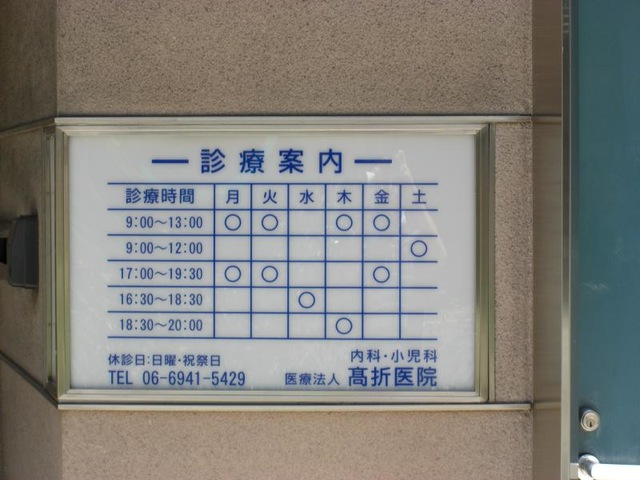 診療案内
診療時間 月 火 水 木 金 土
9:00～13:00 ○ ○ ○ ○
9:00～12:00 ○
17:00～19:30 ○ ○ ○
16:30～18:30 ○
18:30～20:00 ○
休診日:日曜・祝祭日 内科・小児科
TEL 06-6941-5429 医療法人 髙折医院